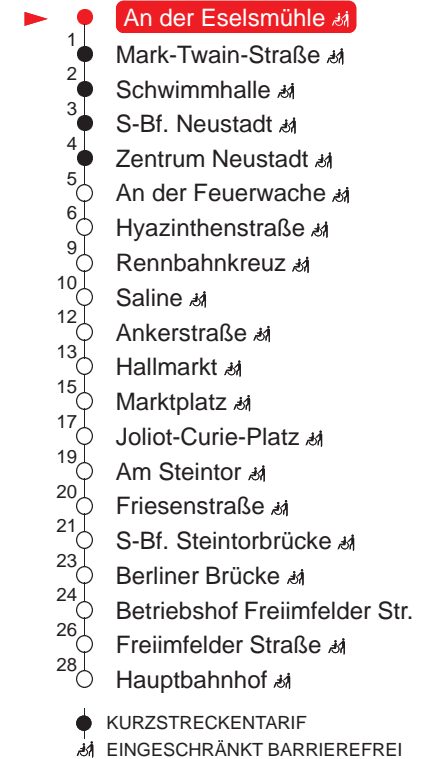 An der Eselsmühle
1
Mark-Twain-Straße
2
Schwimmhalle
3
S-Bf. Neustadt
4
Zentrum Neustadt
5
An der Feuerwache
6
Hyazinthenstraße
9
Rennbahnkreuz
10
Saline
12
Ankerstraße
13
Hallmarkt
15
Marktplatz
17
Joliot-Curie-Platz
19
Am Steintor
20
Friesenstraße
21
S-Bf. Steintorbrücke
23
Berliner Brücke
24
Betriebshof Freiimfelder Str.
26
Freiimfelder Straße
28
Hauptbahnhof
KURZSTRECKENTARIF
EINGESCHRÄNKT BARRIEREFREI